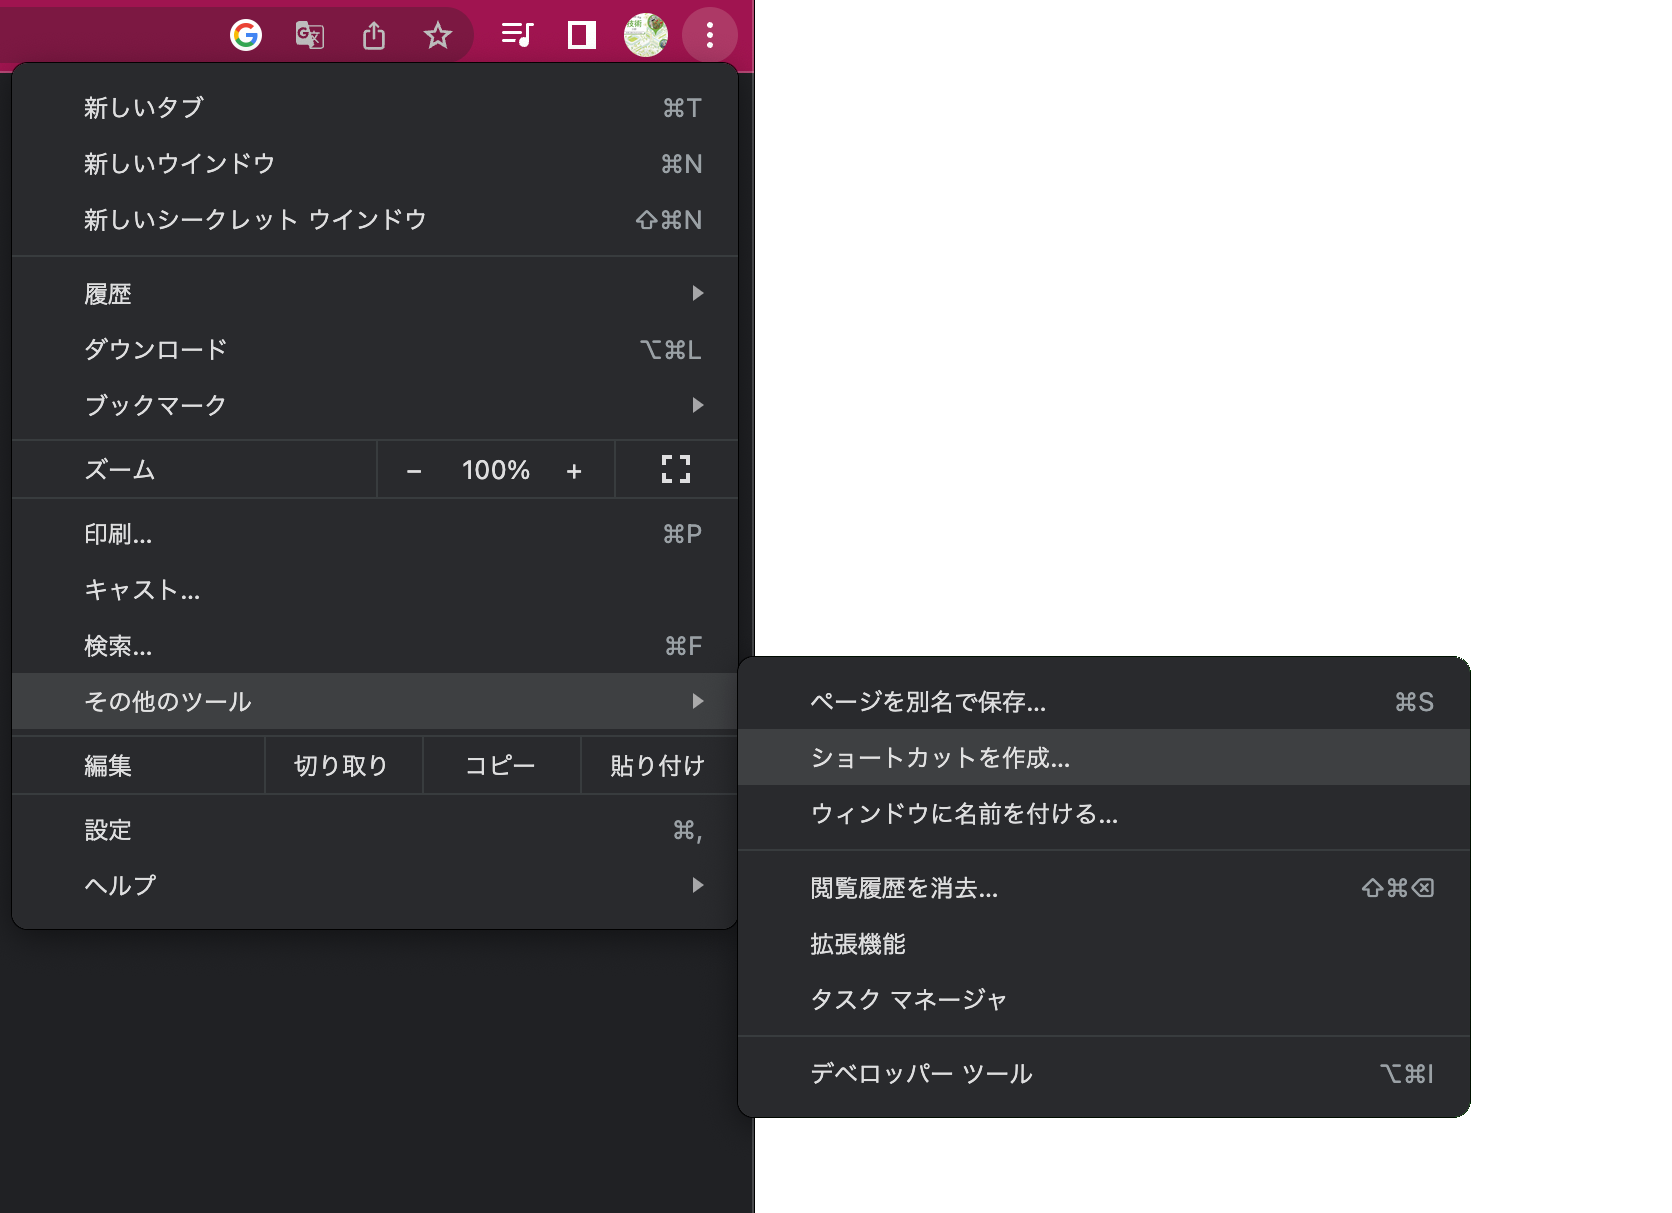 新しいタブ ⌘T
新しいウインドウ ⌘N
新しいシークレット ウインドウ ⇧⌘N
履歴
ダウンロード ⌥⌘L
ブックマーク
ズーム − 100% +
印刷... ⌘P
キャスト...
検索... ⌘F
その他のツール
編集 切り取り コピー 貼り付け
設定 ⌘,
ヘルプ
ページを別名で保存... ⌘S
ショートカットを作成...
ウィンドウに名前を付ける...
閲覧履歴を消去... ⇧⌘⌫
拡張機能
タスク マネージャ
デベロッパー ツール ⌥⌘I